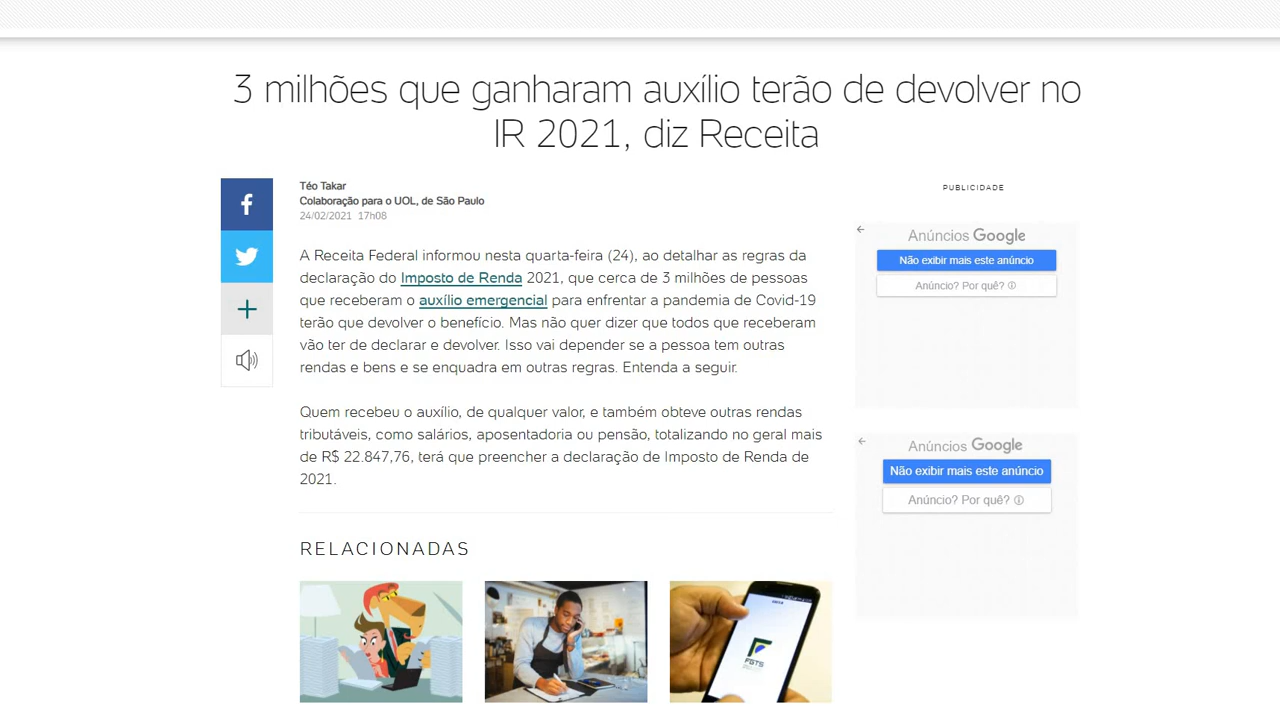 3 milhões que ganharam auxílio terão de devolver no
IR 2021, diz Receita
Téo Takar
Colaboração para o UOL, de São Paulo
24/02/2021 17h08
A Receita Federal informou nesta quarta-feira (24), ao detalhar as regras da
declaração do Imposto de Renda 2021, que cerca de 3 milhões de pessoas
que receberam o auxílio emergencial para enfrentar a pandemia de Covid-19
terão que devolver o benefício. Mas não quer dizer que todos que receberam
vão ter de declarar e devolver. Isso vai depender se a pessoa tem outras
rendas e bens e se enquadra em outras regras. Entenda a seguir.
Quem recebeu o auxílio, de qualquer valor, e também obteve outras rendas
tributáveis, como salários, aposentadoria ou pensão, totalizando no geral mais
de R$ 22.847,76, terá que preencher a declaração de Imposto de Renda de
2021.
RELACIONADAS
FGTS
PUBLICIDADE
Anúncios Google
Não exibir mais este anúncio
Anúncio? Por quê?
Anúncios Google
Não exibir mais este anúncio
Anúncio? Por quê?